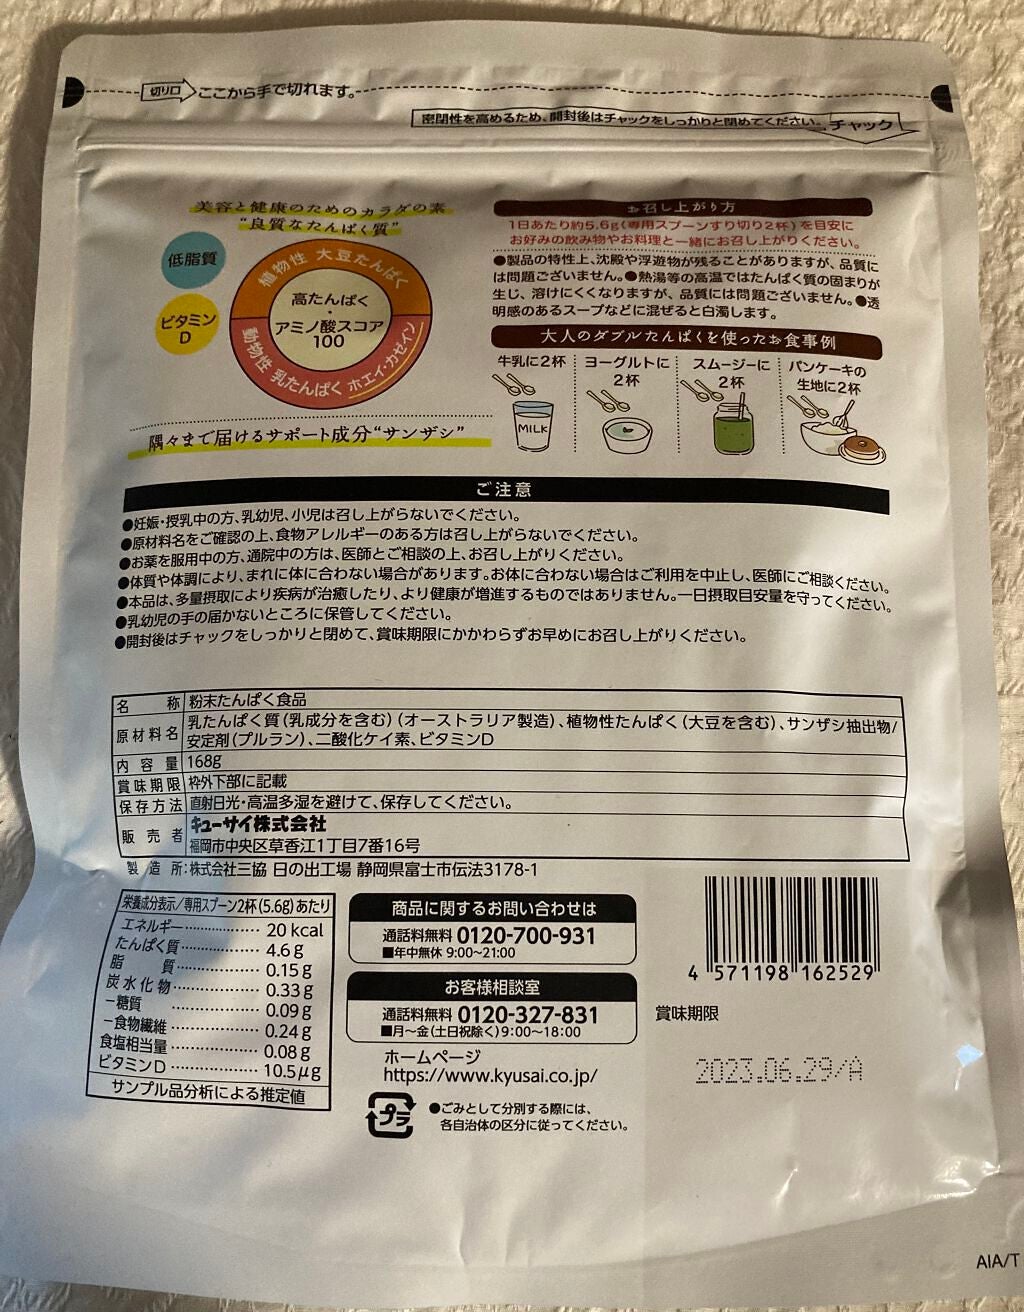 切り口 ここから手で切れます。
密閉性を高めるため、開封後はチャックをしっかりと閉めてください。 チャック
美容と健康のためのカラダの素
“良質なたんぱく質”
低脂質
ビタミン
D
植物性 大豆たんぱく
高たんぱく
・
アミノ酸スコア
100
動物性 乳たんぱく ホエイ・カゼイン
隅々まで届けるサポート成分“サンザシ”
お召し上がり方
1日あたり約5.6g(専用スプーンすり切り2杯)を目安に
お好みの飲み物やお料理と一緒にお召し上がりください。
●製品の特性上、沈殿や浮遊物が残ることがありますが、品質に
は問題ございません。●熱湯等の高温ではたんぱく質の固まりが
生じ、溶けにくくなりますが、品質には問題ございません。●透
明感のあるスープなどに混ぜると白濁します。
大人のダブルたんぱくを使ったお食事例
牛乳に2杯
MILK
ヨーグルトに
2杯
スムージーに
2杯
パンケーキの
生地に2杯
ご注意
●妊娠・授乳中の方、乳幼児、小児は召し上がらないでください。
●原材料名をご確認の上、食物アレルギーのある方は召し上がらないでください。
●お薬を服用中の方、通院中の方は、医師とご相談の上、お召し上がりください。
●体質や体調により、まれに体に合わない場合があります。お体に合わない場合はご利用を中止し、医師にご相談ください。
●本品は、多量摂取により疾病が治癒したり、より健康が増進するものではありません。一日摂取目安量を守ってください。
●乳幼児の手の届かないところに保管してください。
●開封後はチャックをしっかりと閉めて、賞味期限にかかわらずお早めにお召し上がりください。
名称 粉末たんぱく食品
原材料名 乳たんぱく質(乳成分を含む)(オーストラリア製造)、植物性たんぱく(大豆を含む)、サンザシ抽出物/
安定剤(プルラン)、二酸化ケイ素、ビタミンD
内容量 168g
賞味期限 枠外下部に記載
保存方法 直射日光・高温多湿を避けて、保存してください。
販売者 キューサイ株式会社
福岡市中央区草香江1丁目7番16号
製造所:株式会社三協 日の出工場 静岡県富士市伝法3178-1
栄養成分表示/専用スプーン2杯(5.6g)あたり
エネルギー 20 kcal
たんぱく質 4.6g
脂質 0.15g
炭水化物 0.33g
-糖質 0.09g
-食物繊維 0.24g
食塩相当量 0.08g
ビタミンD 10.5μg
サンプル品分析による推定値
商品に関するお問い合わせは
通話料無料 0120-700-931
■年中無休 9:00~21:00
お客様相談室
通話料無料 0120-327-831
■月~金(土日祝除く)9:00~18:00
ホームページ
https://www.kyusai.co.jp/
プラ
●ごみとして分別する際には、
各自治体の区分に従ってください。
4 571198 162529
賞味期限
2023.06.29/A
AIA/T